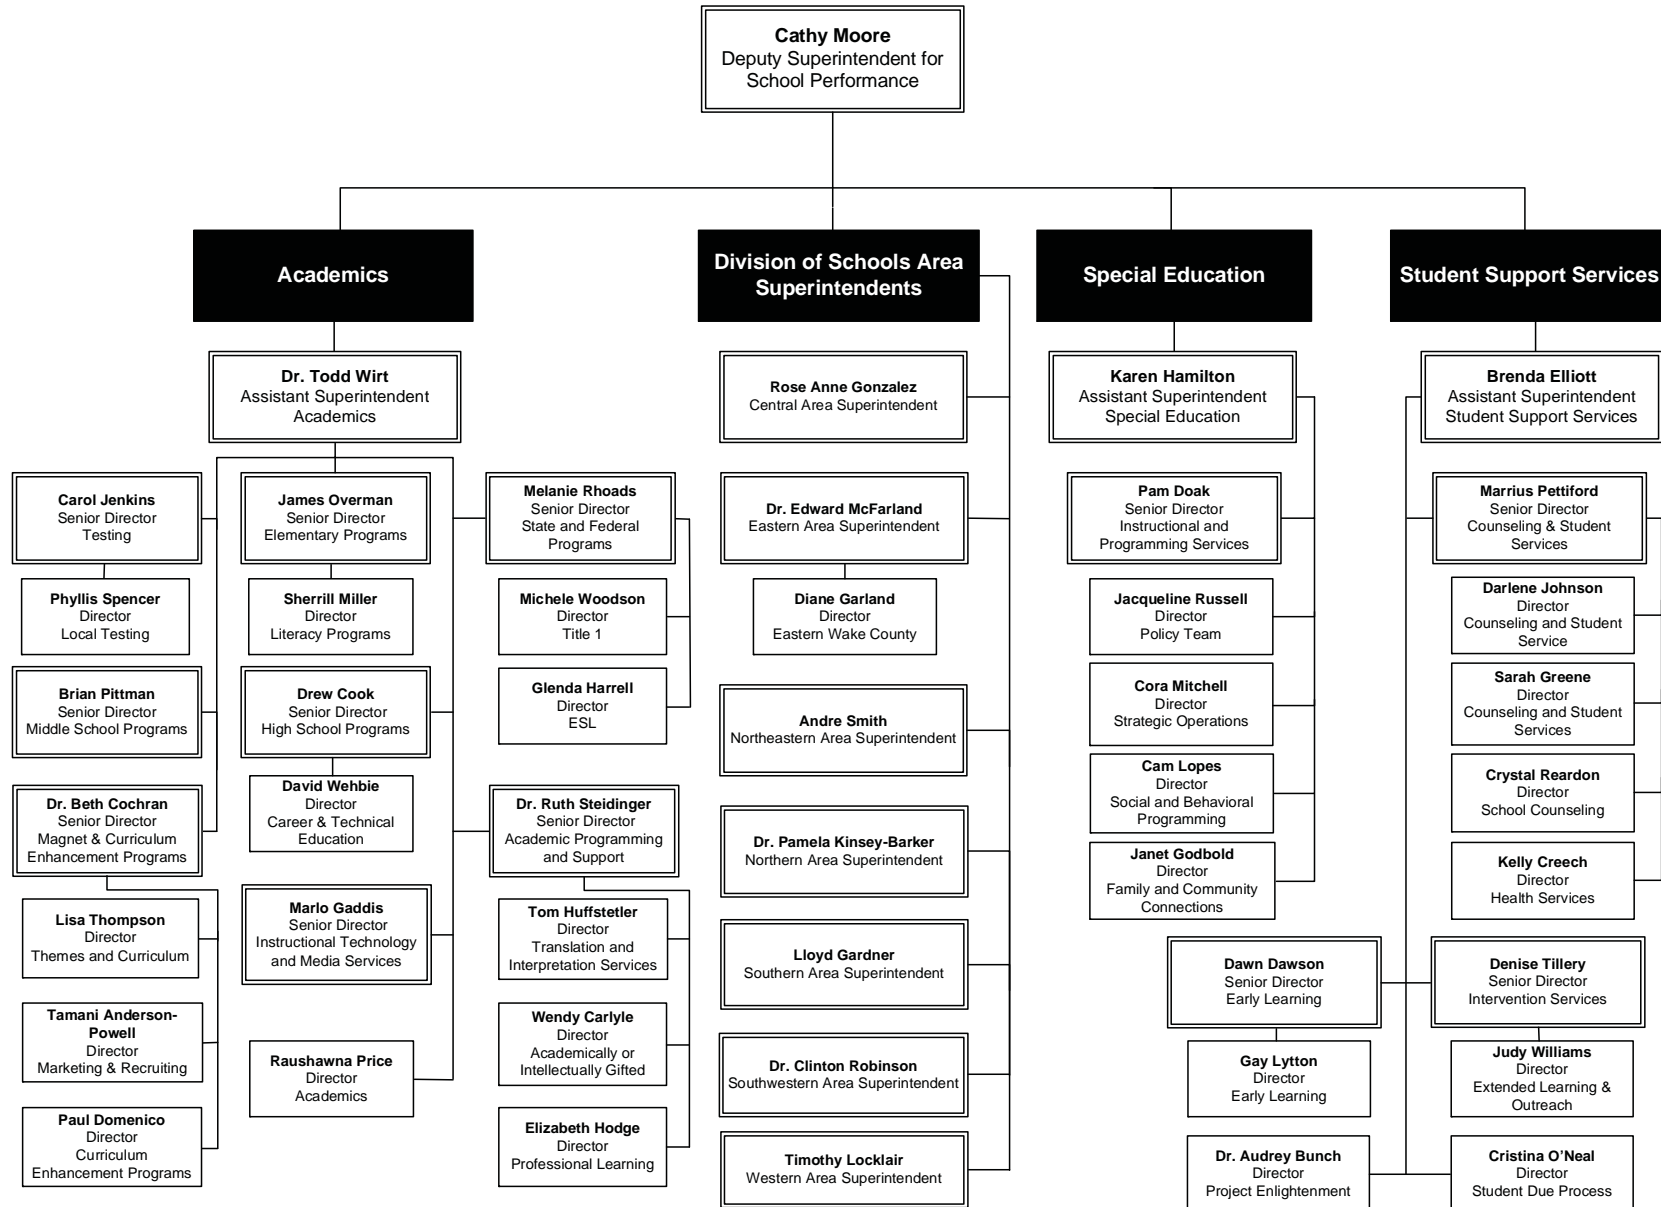 Cathy Moore
Deputy Superintendent for
School Performance
Academics
Division of Schools Area
Superintendents
Special Education
Student Support Services
Dr. Todd Wirt
Assistant Superintendent
Academics
Carol Jenkins
Senior Director
Testing
Phyllis Spencer
Director
Local Testing
Brian Pittman
Senior Director
Middle School Programs
Dr. Beth Cochran
Senior Director
Magnet & Curriculum
Enhancement Programs
Lisa Thompson
Director
Themes and Curriculum
Tamani Anderson-
Powell
Director
Marketing & Recruiting
Paul Domenico
Director
Curriculum
Enhancement Programs
James Overman
Senior Director
Elementary Programs
Sherrill Miller
Director
Literacy Programs
Drew Cook
Senior Director
High School Programs
David Wehbie
Director
Career & Technical
Education
Marlo Gaddis
Senior Director
Instructional Technology
and Media Services
Raushawna Price
Director
Academics
Melanie Rhoads
Senior Director
State and Federal
Programs
Michele Woodson
Director
Title 1
Glenda Harrell
Director
ESL
Dr. Ruth Steidinger
Senior Director
Academic Programming
and Support
Tom Huffstetler
Director
Translation and
Interpretation Services
Wendy Carlyle
Director
Academically or
Intellectually Gifted
Elizabeth Hodge
Director
Professional Learning
Rose Anne Gonzalez
Central Area Superintendent
Dr. Edward McFarland
Eastern Area Superintendent
Diane Garland
Director
Eastern Wake County
Andre Smith
Northeastern Area Superintendent
Dr. Pamela Kinsey-Barker
Northern Area Superintendent
Lloyd Gardner
Southern Area Superintendent
Dr. Clinton Robinson
Southwestern Area Superintendent
Timothy Locklair
Western Area Superintendent
Karen Hamilton
Assistant Superintendent
Special Education
Pam Doak
Senior Director
Instructional and
Programming Services
Jacqueline Russell
Director
Policy Team
Cora Mitchell
Director
Strategic Operations
Cam Lopes
Director
Social and Behavioral
Programming
Janet Godbold
Director
Family and Community
Connections
Brenda Elliott
Assistant Superintendent
Student Support Services
Marrius Pettiford
Senior Director
Counseling & Student
Services
Darlene Johnson
Director
Counseling and Student
Service
Sarah Greene
Director
Counseling and Student
Services
Crystal Reardon
Director
School Counseling
Kelly Creech
Director
Health Services
Dawn Dawson
Senior Director
Early Learning
Gay Lytton
Director
Early Learning
Dr. Audrey Bunch
Director
Project Enlightenment
Denise Tillery
Senior Director
Intervention Services
Judy Williams
Director
Extended Learning &
Outreach
Cristina O'Neal
Director
Student Due Process